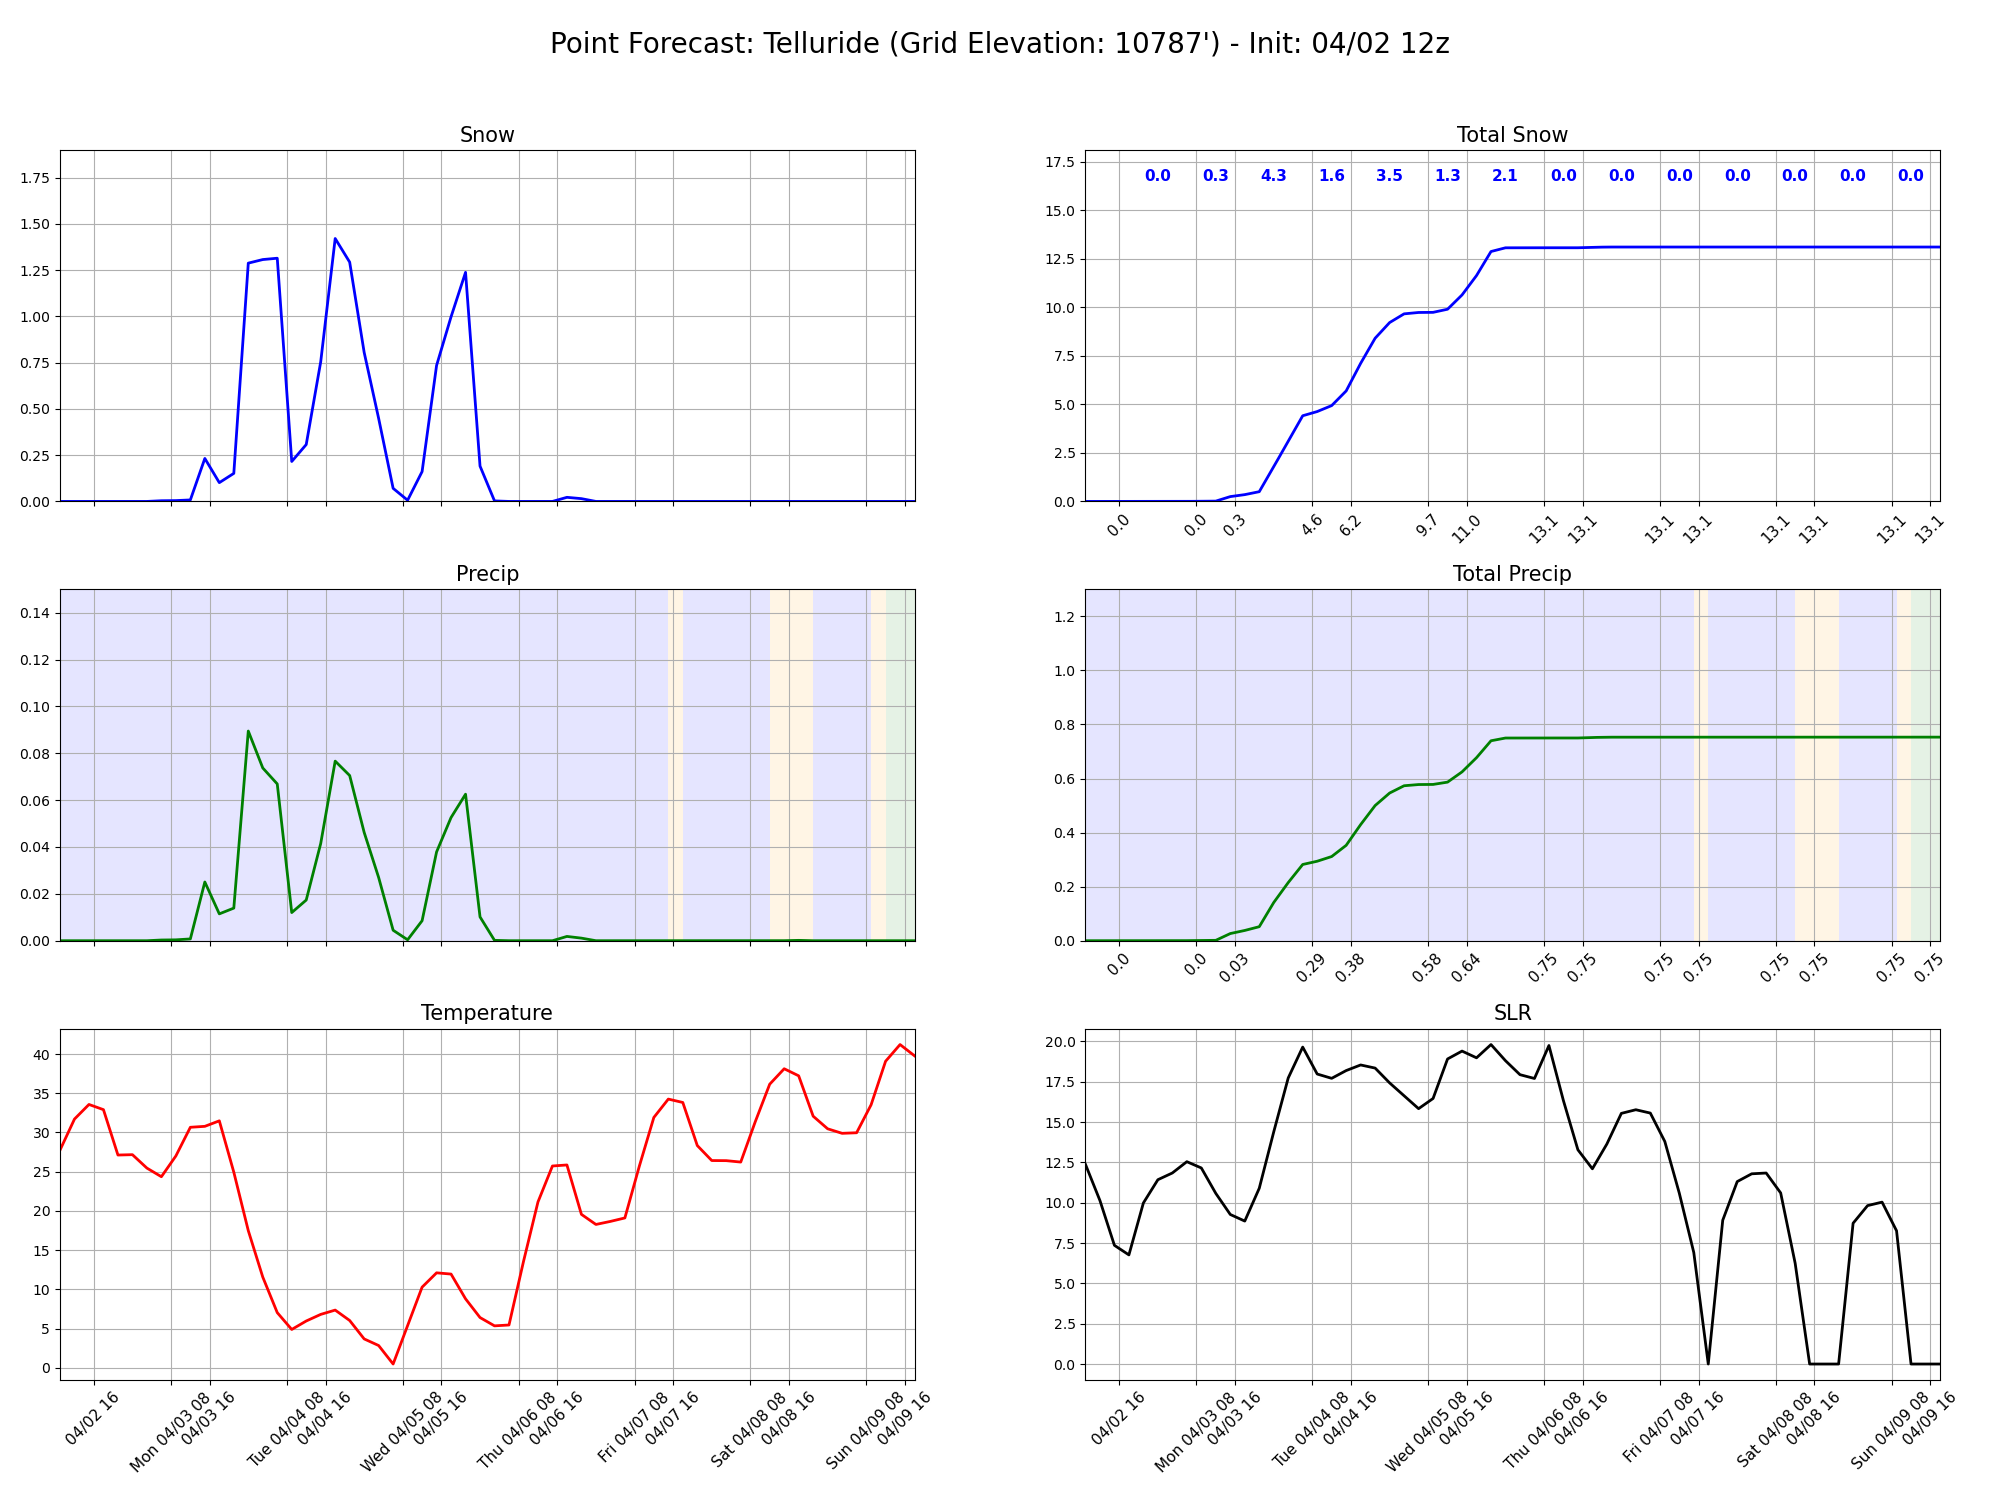 Point Forecast: Telluride (Grid Elevation: 10787') - Init: 04/02 12z
Snow
1.75
1.50
1.25
1.00
0.75
0.50
0.25
0.00
Total Snow
17.5
15.0
12.5
10.0
7.5
5.0
2.5
0.0
0.0 0.3 4.3 1.6 3.5 1.3 2.1 0.0 0.0 0.0 0.0 0.0 0.0 0.0
0.0 0.0 0.3 4.6 6.2 9.7 11.0 13.1 13.1 13.1 13.1 13.1 13.1 13.1 13.1
Precip
0.14
0.12
0.10
0.08
0.06
0.04
0.02
0.00
Total Precip
1.2
1.0
0.8
0.6
0.4
0.2
0.0
0.0 0.0 0.03 0.29 0.38 0.58 0.64 0.75 0.75 0.75 0.75 0.75 0.75 0.75 0.75
Temperature
40
35
30
25
20
15
10
5
0
04/02 16
Mon 04/03 08
04/03 16
Tue 04/04 08
04/04 16
Wed 04/05 08
04/05 16
Thu 04/06 08
04/06 16
Fri 04/07 08
04/07 16
Sat 04/08 08
04/08 16
Sun 04/09 08
04/09 16
SLR
20.0
17.5
15.0
12.5
10.0
7.5
5.0
2.5
0.0
04/02 16
Mon 04/03 08
04/03 16
Tue 04/04 08
04/04 16
Wed 04/05 08
04/05 16
Thu 04/06 08
04/06 16
Fri 04/07 08
04/07 16
Sat 04/08 08
04/08 16
Sun 04/09 08
04/09 16